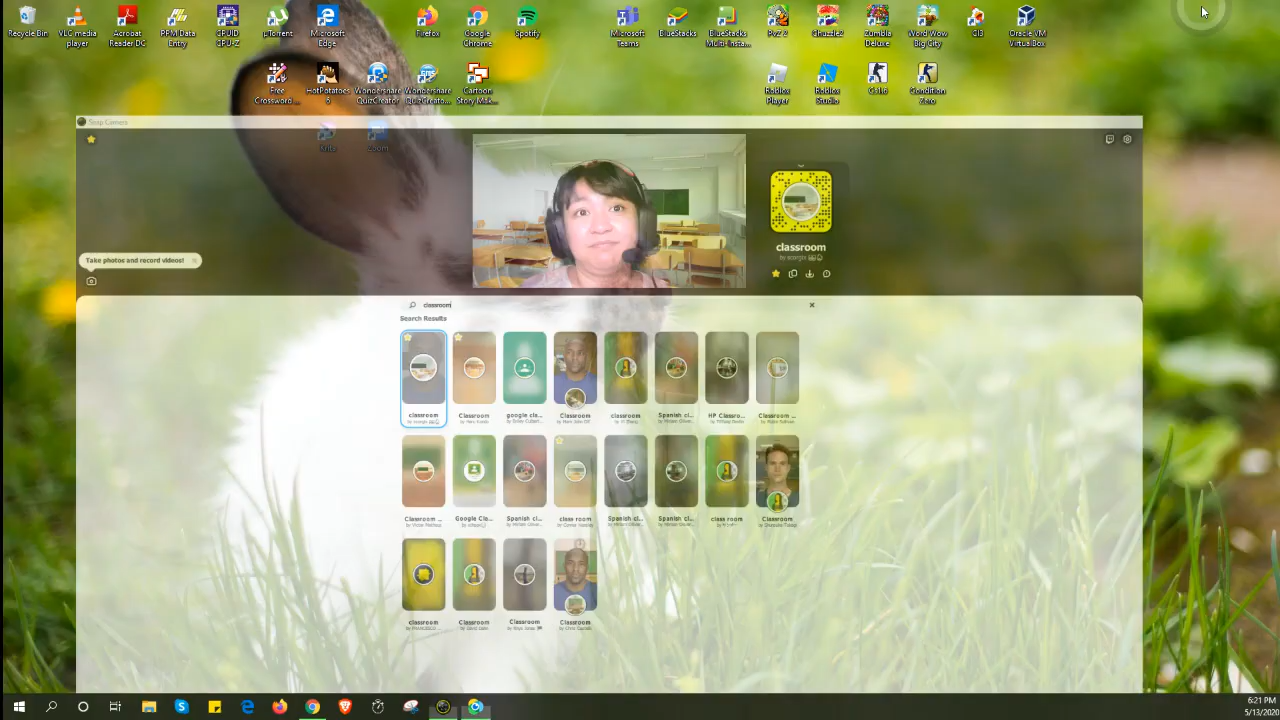 Recycle Bin
VLC media
player
Acrobat
Reader DC
PPM Data
Entry
CPUID
CPU-Z
µTorrent
Microsoft
Edge
Firefox
Google
Chrome
Spotify
Microsoft
Teams
BlueStacks
BlueStacks
Multi-Insta...
PvZ 2
Chuzzle2
Zumbla
Deluxe
Word Wow
Big City
Oracle VM
VirtualBox
Free
Crossword...
HotPotatoes
6
Wondershare
QuizCreator
Wondershare
QuizCreato...
Cartoon
Story Mak...
Roblox
Player
Roblox
Studio
CS1.6
Condition
Zero
Snap Camera
Zoom
Take photos and record videos!
classroom
classroom
Search Results
classroom
Classroom
google cla...
Classroom
classroom
Spanish cl...
HP Classro...
Classroom ...
Classroom ...
Google Cla...
Spanish cl...
class room
Spanish cl...
Spanish cl...
class room
Classroom
classroom
Classroom
Classroom
Classroom
6:21 PM
5/13/2020